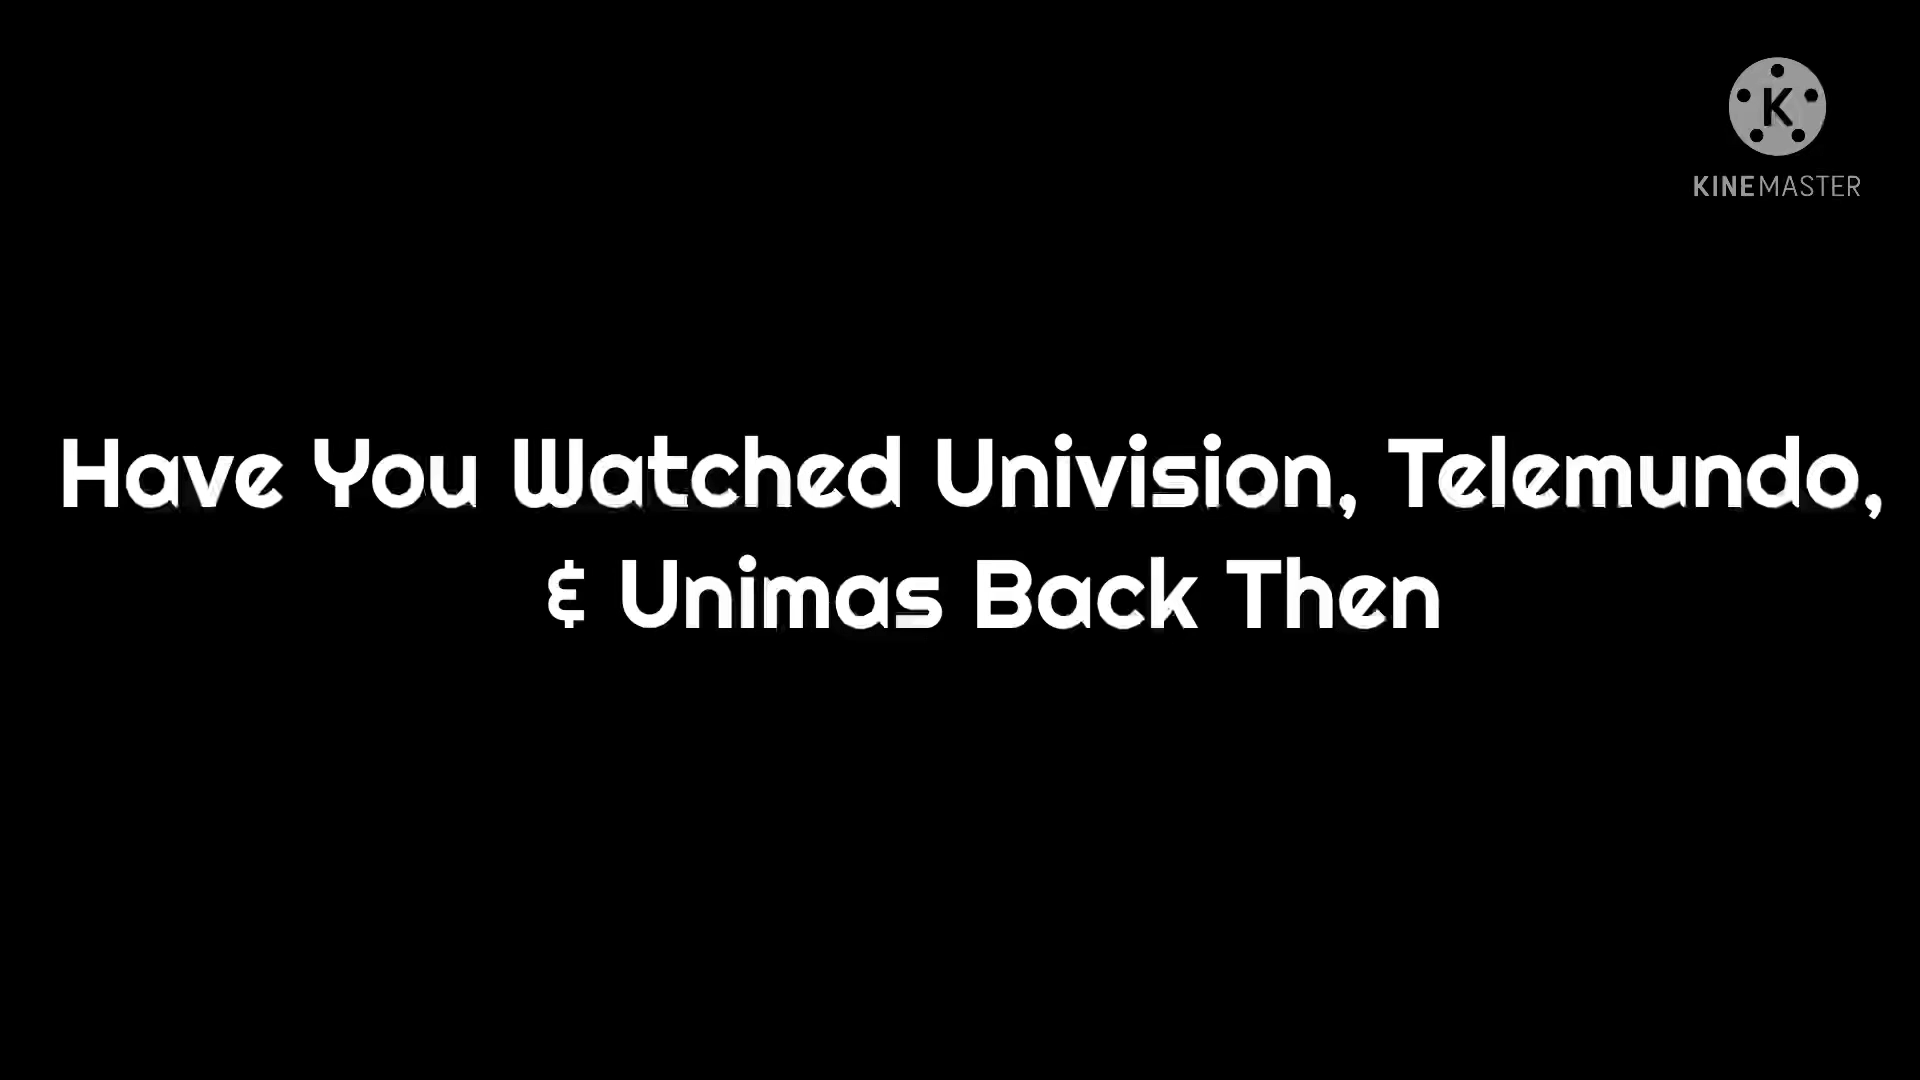 K
KINEMASTER
Have You Watched Univision, Telemundo,
& Unimas Back Then